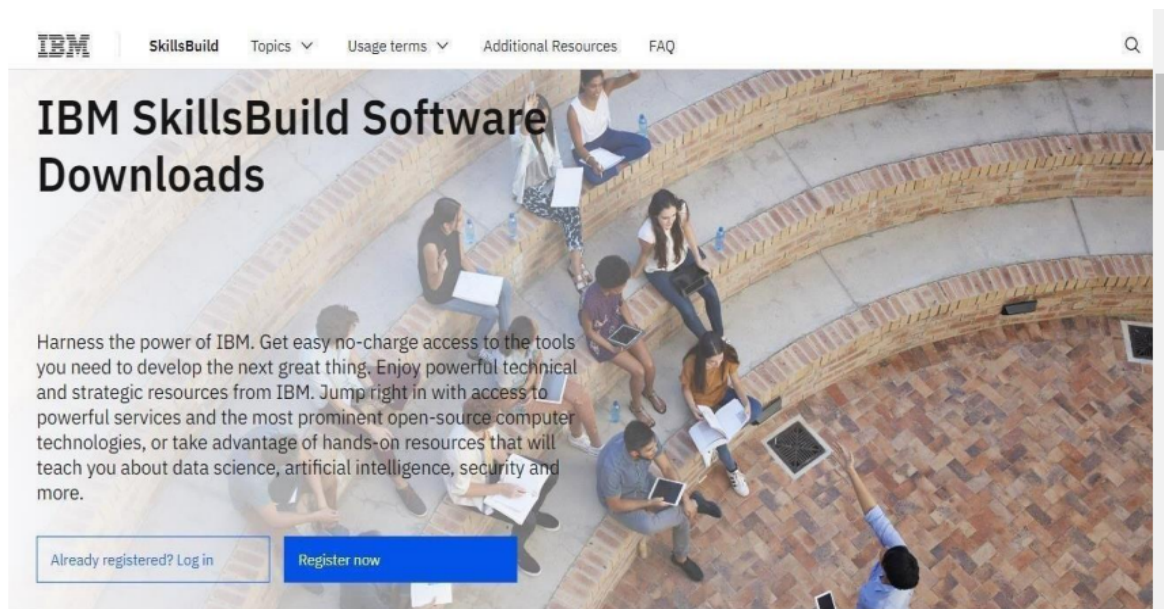 IBM SkillsBuild Topics Usage terms Additional Resources FAQ
IBM SkillsBuild Software
Downloads
Harness the power of IBM. Get easy no-charge access to the tools
you need to develop the next great thing. Enjoy powerful technical
and strategic resources from IBM. Jump right in with access to
powerful services and the most prominent open-source computer
technologies, or take advantage of hands-on resources that will
teach you about data science, artificial intelligence, security and
more.
Already registered? Log in Register now